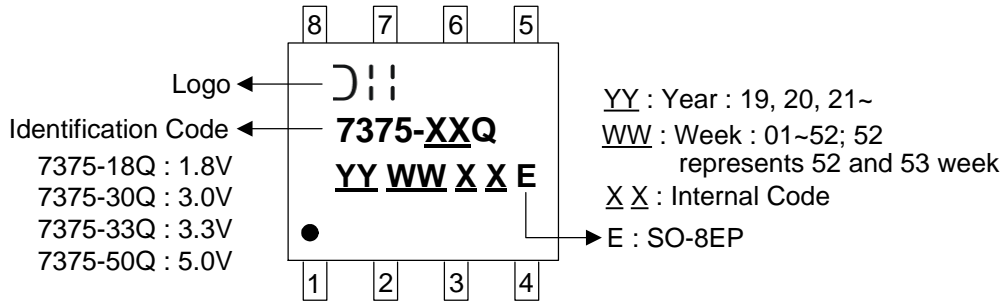 8 7 6 5
Logo
Identification Code
7375-18Q : 1.8V
7375-30Q : 3.0V
7375-33Q : 3.3V
7375-50Q : 5.0V
7375-XXQ
YY WW X X E
YY : Year : 19, 20, 21~
WW : Week : 01~52; 52
represents 52 and 53 week
X X : Internal Code
E : SO-8EP
1 2 3 4